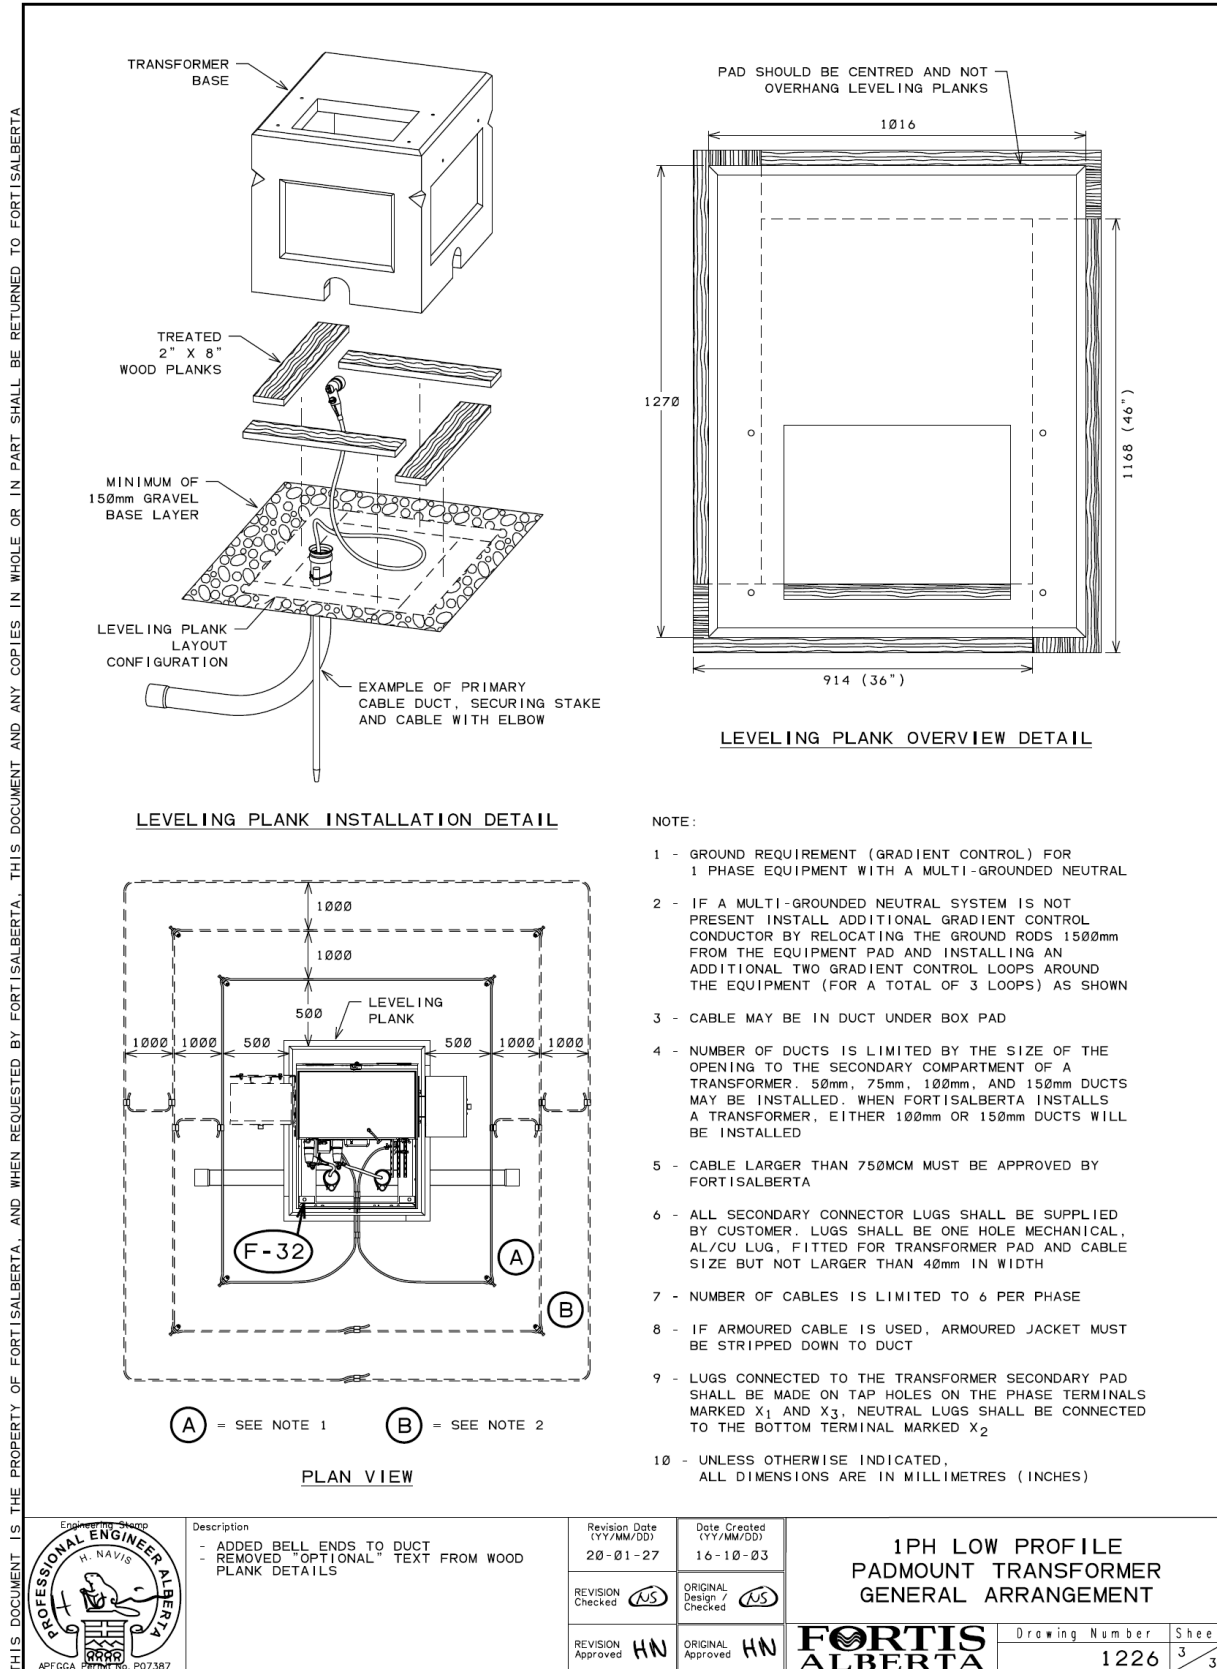 THIS DOCUMENT IS THE PROPERTY OF FORTISALBERTA, AND WHEN REQUESTED BY FORTISALBERTA, THIS DOCUMENT AND ANY COPIES IN WHOLE OR IN PART SHALL BE RETURNED TO FORTISALBERTA
TRANSFORMER
BASE
TREATED
2" X 8"
WOOD PLANKS
MINIMUM OF
150mm GRAVEL
BASE LAYER
LEVELING PLANK
LAYOUT
CONFIGURATION
EXAMPLE OF PRIMARY
CABLE DUCT, SECURING STAKE
AND CABLE WITH ELBOW
LEVELING PLANK INSTALLATION DETAIL
PAD SHOULD BE CENTRED AND NOT
OVERHANG LEVELING PLANKS
1016
1270
1168 (46")
914 (36")
LEVELING PLANK OVERVIEW DETAIL
1000
1000
500
LEVELING
PLANK
1000 1000 500 500 1000 1000
F-32
A
B
A = SEE NOTE 1 B = SEE NOTE 2
PLAN VIEW
NOTE:
1 - GROUND REQUIREMENT (GRADIENT CONTROL) FOR
1 PHASE EQUIPMENT WITH A MULTI-GROUNDED NEUTRAL
2 - IF A MULTI-GROUNDED NEUTRAL SYSTEM IS NOT
PRESENT INSTALL ADDITIONAL GRADIENT CONTROL
CONDUCTOR BY RELOCATING THE GROUND RODS 1500mm
FROM THE EQUIPMENT PAD AND INSTALLING AN
ADDITIONAL TWO GRADIENT CONTROL LOOPS AROUND
THE EQUIPMENT (FOR A TOTAL OF 3 LOOPS) AS SHOWN
3 - CABLE MAY BE IN DUCT UNDER BOX PAD
4 - NUMBER OF DUCTS IS LIMITED BY THE SIZE OF THE
OPENING TO THE SECONDARY COMPARTMENT OF A
TRANSFORMER. 50mm, 75mm, 100mm, AND 150mm DUCTS
MAY BE INSTALLED. WHEN FORTISALBERTA INSTALLS
A TRANSFORMER, EITHER 100mm OR 150mm DUCTS WILL
BE INSTALLED
5 - CABLE LARGER THAN 750MCM MUST BE APPROVED BY
FORTISALBERTA
6 - ALL SECONDARY CONNECTOR LUGS SHALL BE SUPPLIED
BY CUSTOMER. LUGS SHALL BE ONE HOLE MECHANICAL,
AL/CU LUG, FITTED FOR TRANSFORMER PAD AND CABLE
SIZE BUT NOT LARGER THAN 40mm IN WIDTH
7 - NUMBER OF CABLES IS LIMITED TO 6 PER PHASE
8 - IF ARMOURED CABLE IS USED, ARMOURED JACKET MUST
BE STRIPPED DOWN TO DUCT
9 - LUGS CONNECTED TO THE TRANSFORMER SECONDARY PAD
SHALL BE MADE ON TAP HOLES ON THE PHASE TERMINALS
MARKED X1 AND X3, NEUTRAL LUGS SHALL BE CONNECTED
TO THE BOTTOM TERMINAL MARKED X2
10 - UNLESS OTHERWISE INDICATED,
ALL DIMENSIONS ARE IN MILLIMETRES (INCHES)
Engineering Stamp
PROFESSIONAL ENGINEER ALBERTA
H. NAVIS
APEGGA Permit No. P07387
Description
- ADDED BELL ENDS TO DUCT
- REMOVED "OPTIONAL" TEXT FROM WOOD
PLANK DETAILS
Revision Date
(YY/MM/DD)
20-01-27
Date Created
(YY/MM/DD)
16-10-03
REVISION
Checked NS
ORIGINAL
Design /
Checked NS
REVISION
Approved HN
ORIGINAL
Approved HN
1PH LOW PROFILE
PADMOUNT TRANSFORMER
GENERAL ARRANGEMENT
FORTIS
ALBERTA
Drawing Number
1226
Shee
3/3